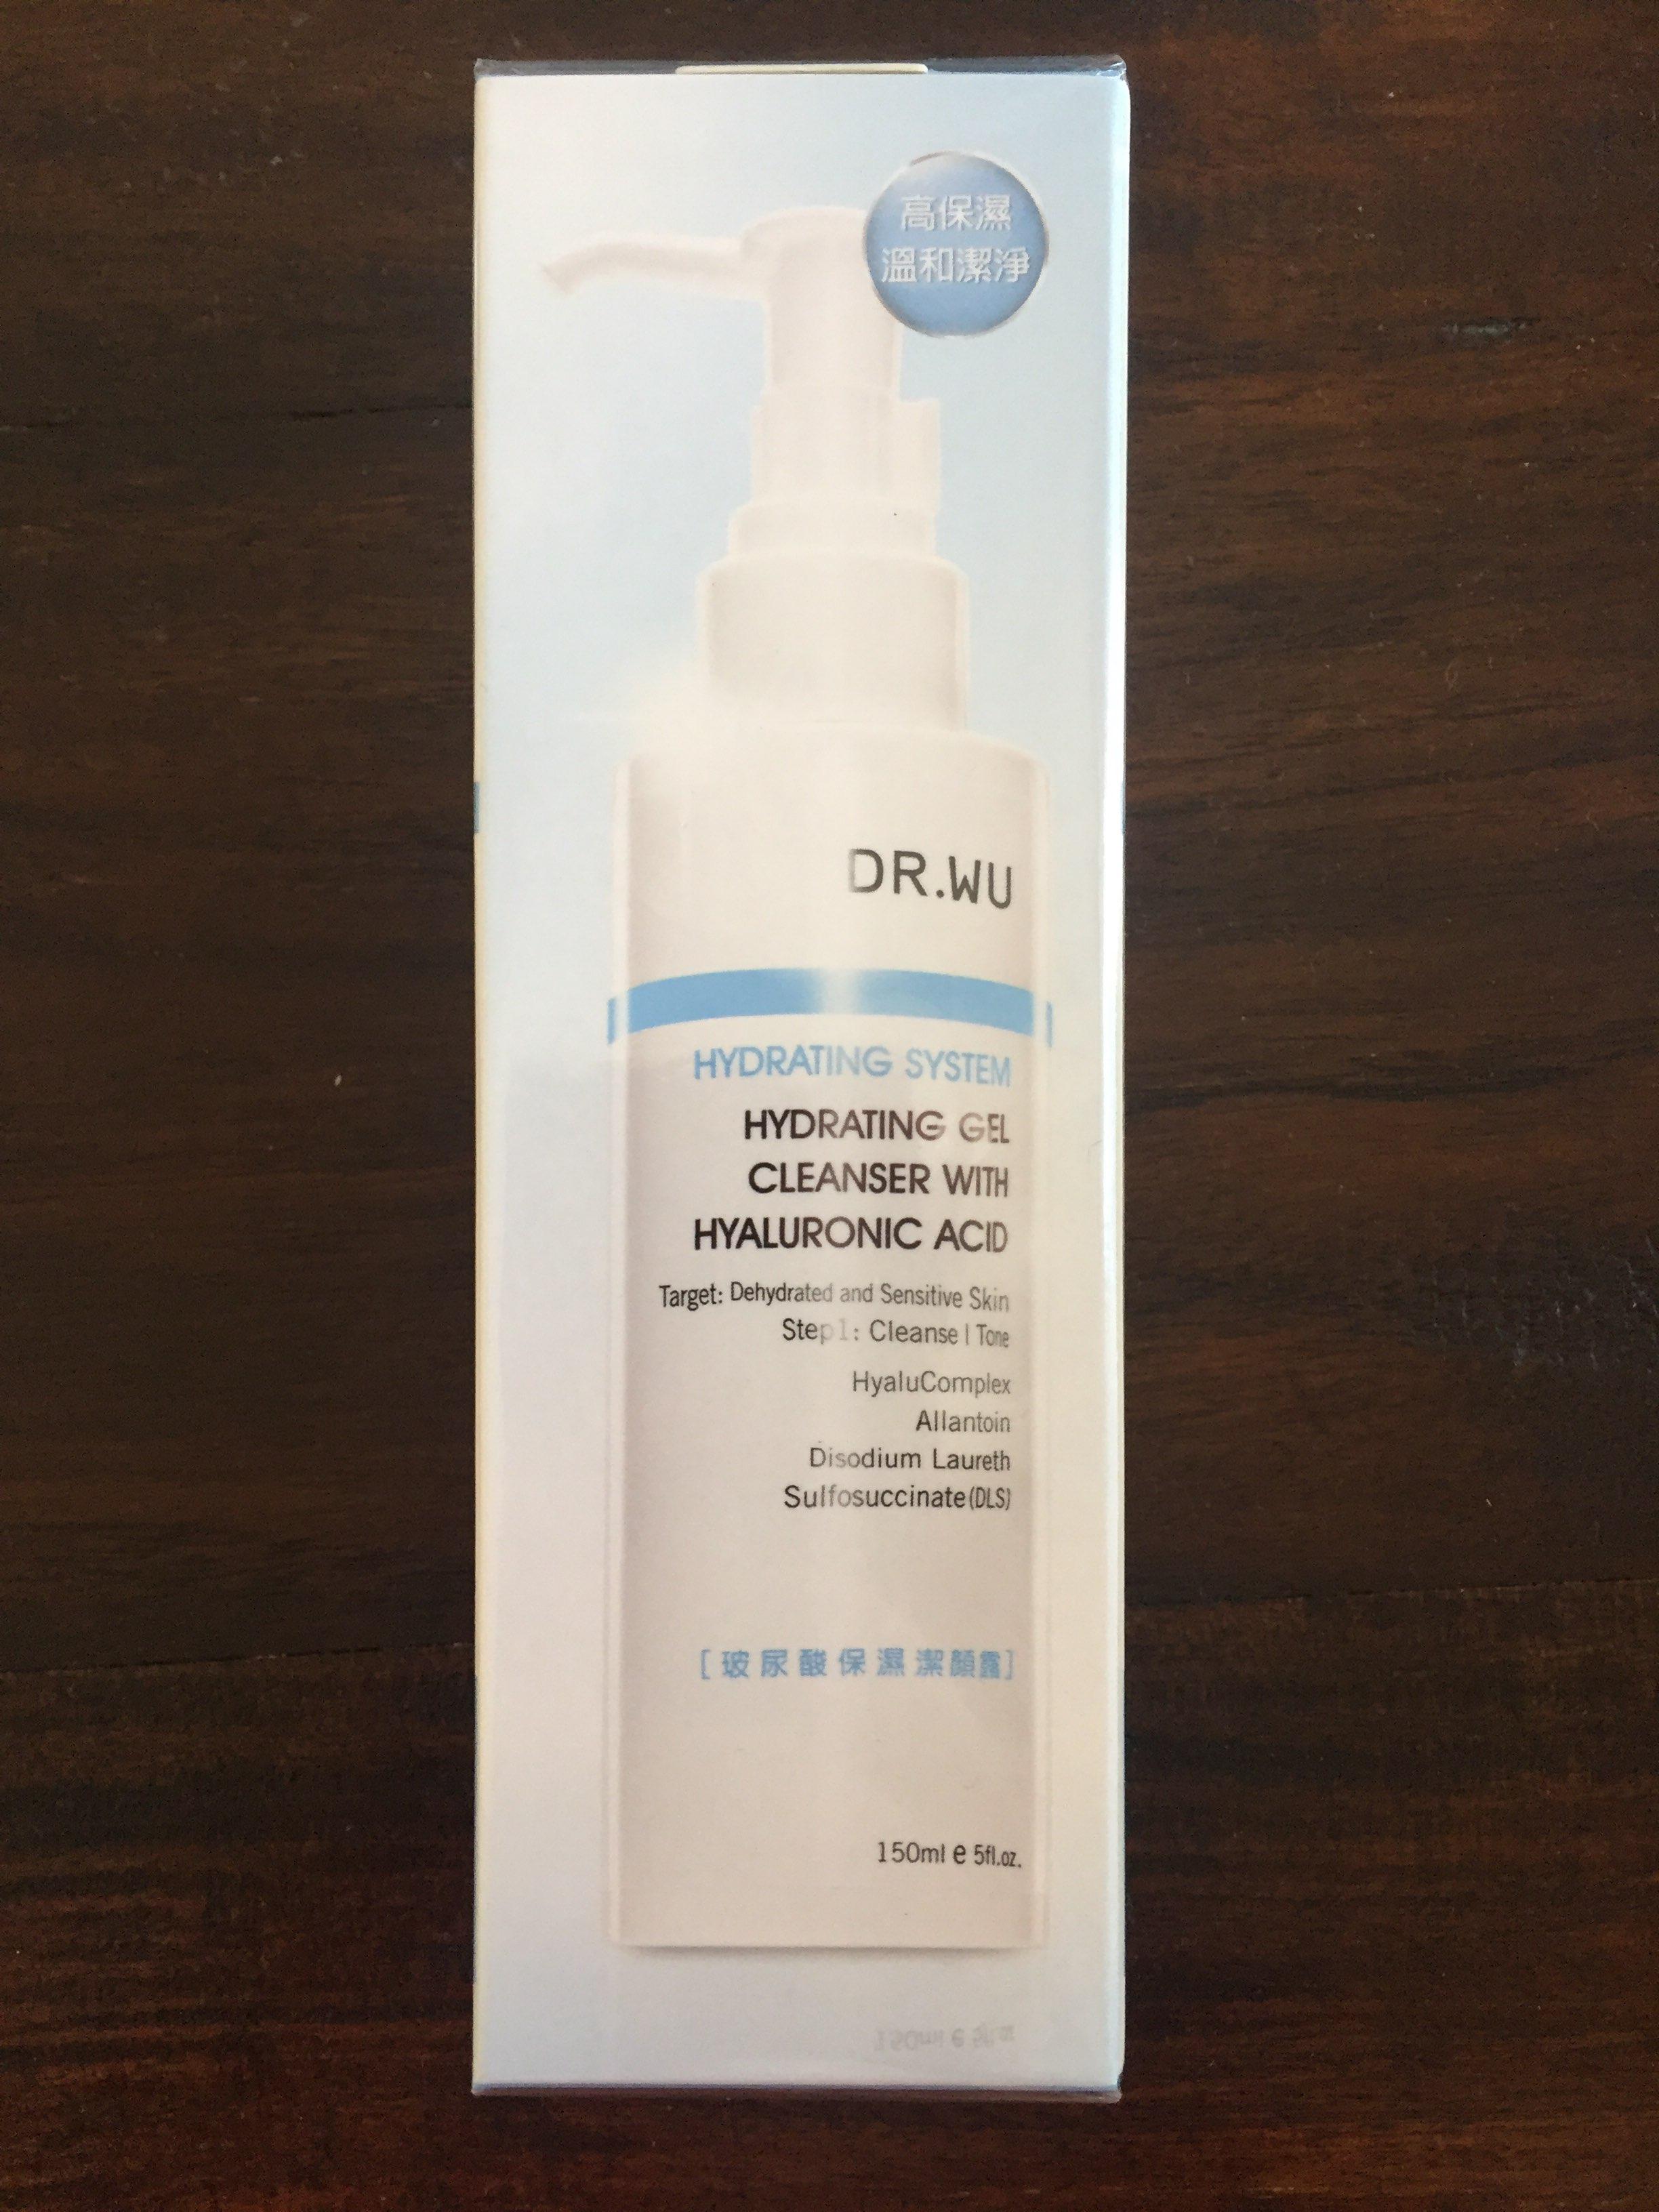 高保濕
溫和潔淨
DR.WU
HYDRATING SYSTEM
HYDRATING GEL
CLEANSER WITH
HYALURONIC ACID
Target: Dehydrated and Sensitive Skin
Step1: Cleanse | Tone
HyaluComplex
Allantoin
Disodium Laureth
Sulfosuccinate(DLS)
[玻尿酸保濕潔顏露]
150ml e 5fl.oz.